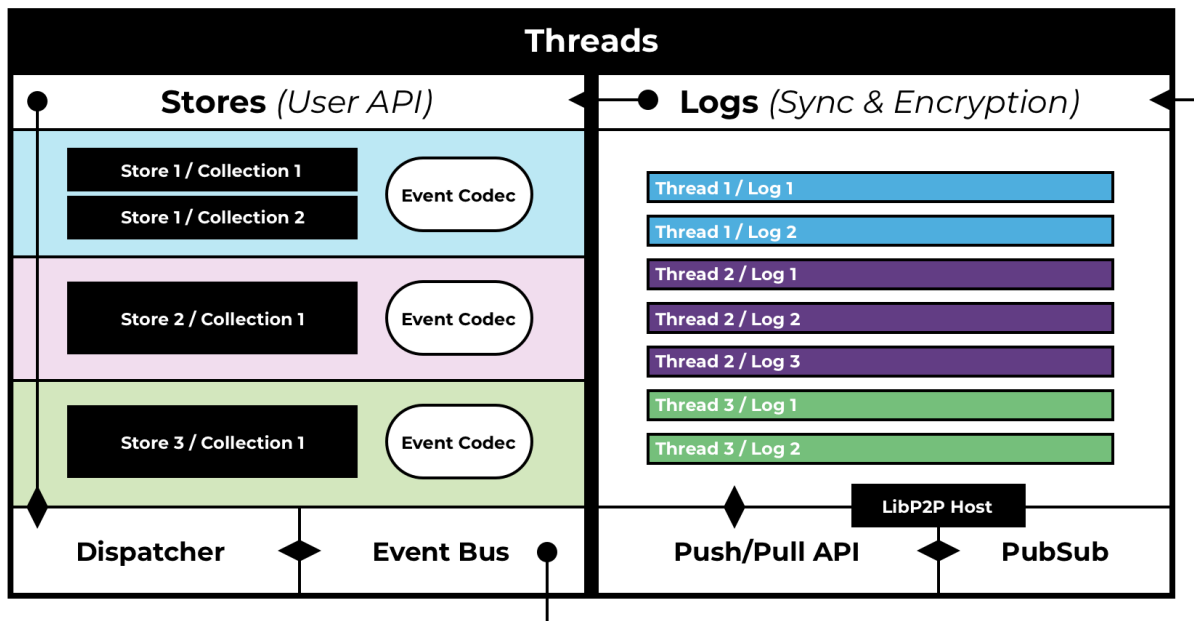 Threads
Stores (User API)
Logs (Sync & Encryption)
Store 1 / Collection 1
Store 1 / Collection 2
Event Codec
Store 2 / Collection 1
Event Codec
Store 3 / Collection 1
Event Codec
Thread 1 / Log 1
Thread 1 / Log 2
Thread 2 / Log 1
Thread 2 / Log 2
Thread 2 / Log 3
Thread 3 / Log 1
Thread 3 / Log 2
LibP2P Host
Dispatcher
Event Bus
Push/Pull API
PubSub